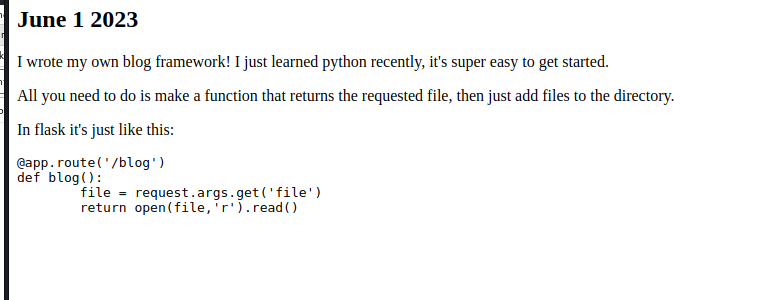 June 1 2023
I wrote my own blog framework! I just learned python recently, it's super easy to get started.
All you need to do is make a function that returns the requested file, then just add files to the directory.
In flask it's just like this:
@app.route('/blog')
def blog():
        file = request.args.get('file')
        return open(file,'r').read()